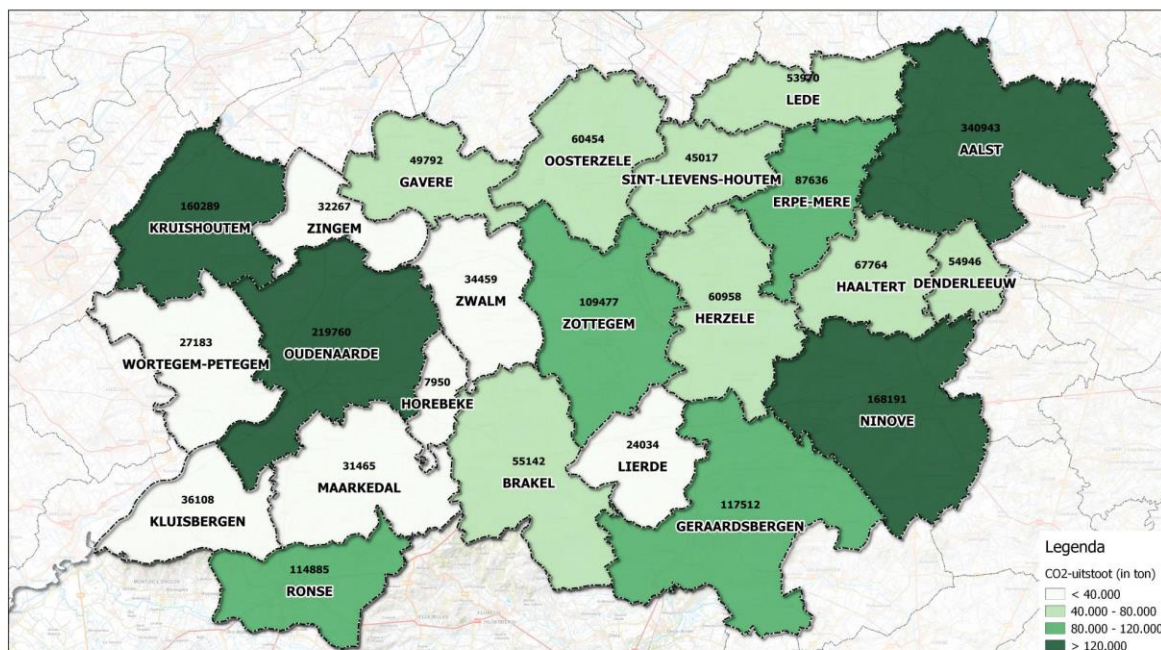 53970
LEDE
340943
AALST
60454
OOSTERZELE
45017
SINT-LIEVENS-HOUTEM
49792
GAVERE
87636
ERPE-MERE
160289
KRUISHOUTEM
32267
ZINGEM
67764
HAALTERT
54946
DENDERLEEUW
34459
ZWALM
60958
HERZELE
109477
ZOTTEGEM
219760
OUDENAARDE
27183
WORTEGEM-PETEGEM
7950
HOREBEKE
168191
NINOVE
24034
LIERDE
55142
BRAKEL
31465
MAARKEDAL
36108
KLUISBERGEN
117512
GERAARDSBERGEN
114885
RONSE
Legenda
CO2-uitstoot (in ton)
< 40.000
40.000 - 80.000
80.000 - 120.000
> 120.000